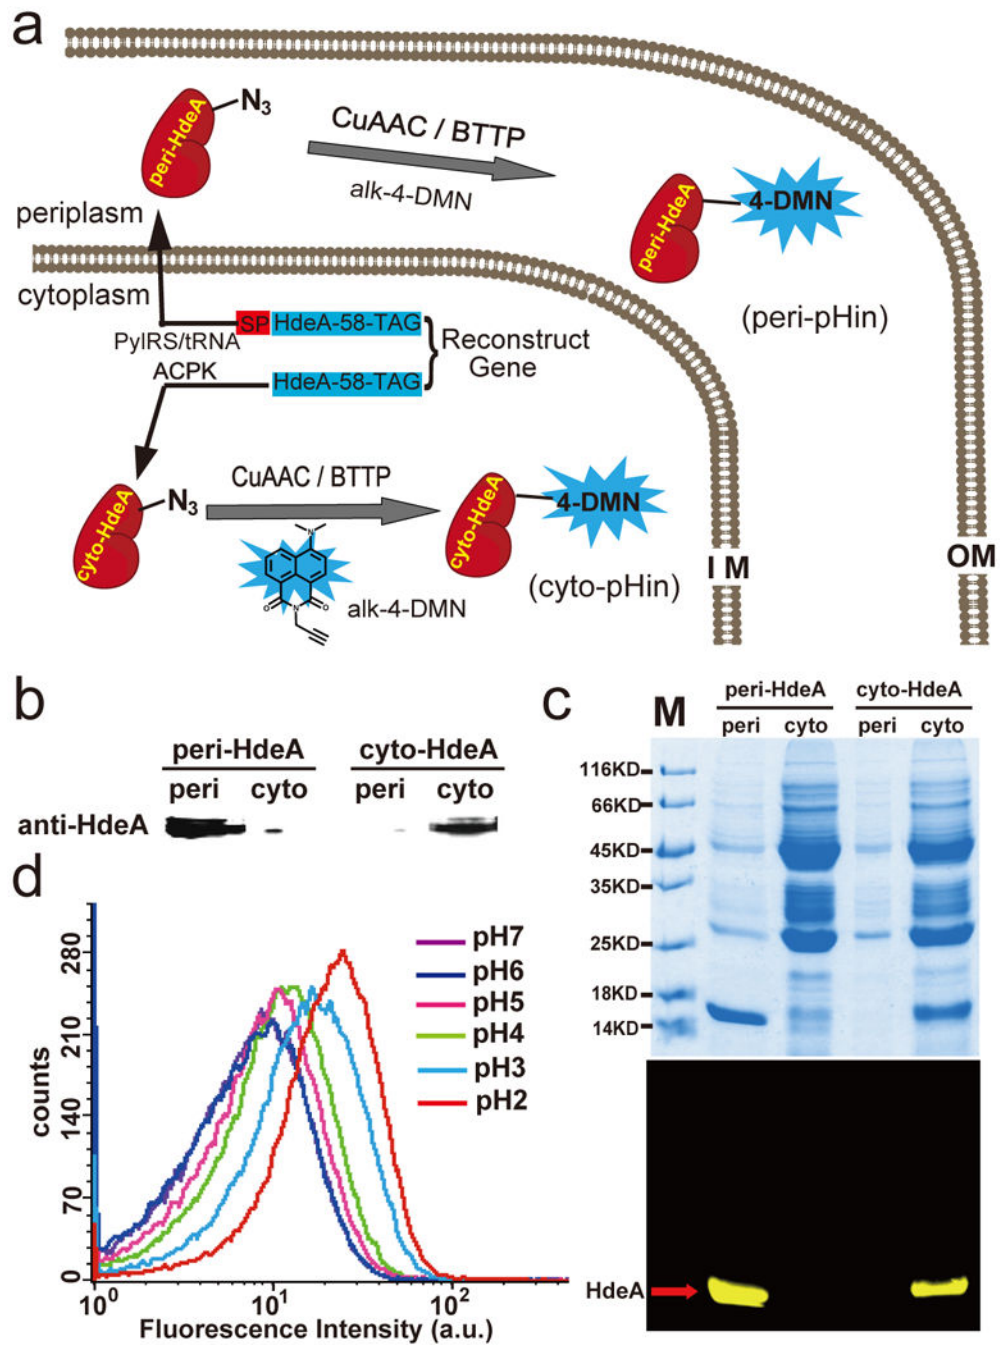 a
peri-HdeA
N3
CuAAC / BTTP
alk-4-DMN
peri-HdeA
4-DMN
(peri-pHin)
periplasm
cytoplasm
SP HdeA-58-TAG
PylRS/tRNA
ACPK
HdeA-58-TAG
Reconstruct
Gene
cyto-HdeA
N3
CuAAC / BTTP
N
O
N
O
alk-4-DMN
cyto-HdeA
4-DMN
(cyto-pHin)
I M
OM
b
peri-HdeA cyto-HdeA
peri cyto peri cyto
anti-HdeA
c
M
peri-HdeA cyto-HdeA
peri cyto peri cyto
116KD
66KD
45KD
35KD
25KD
18KD
14KD
HdeA
d
counts
280
210
140
70
0
pH7
pH6
pH5
pH4
pH3
pH2
10^0 10^1 10^2
Fluorescence Intensity (a.u.)